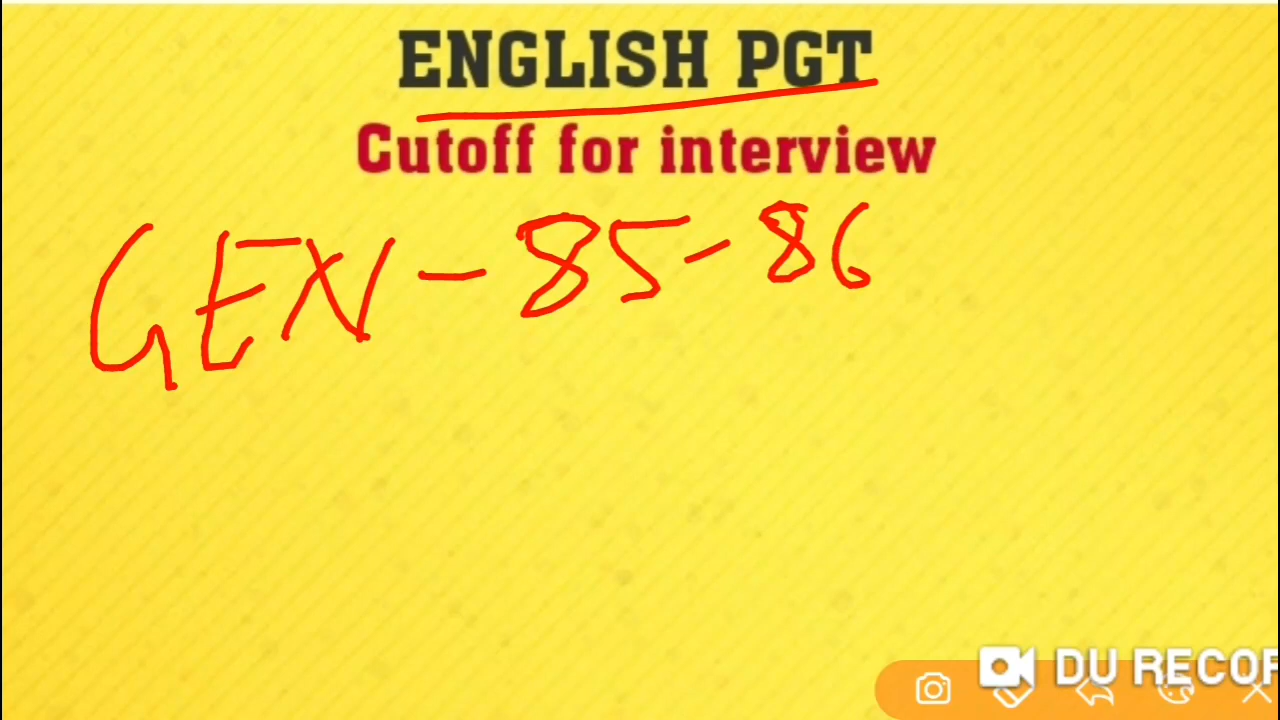 ENGLISH PGT
Cutoff for interview
GEN - 85-86
DU RECOR